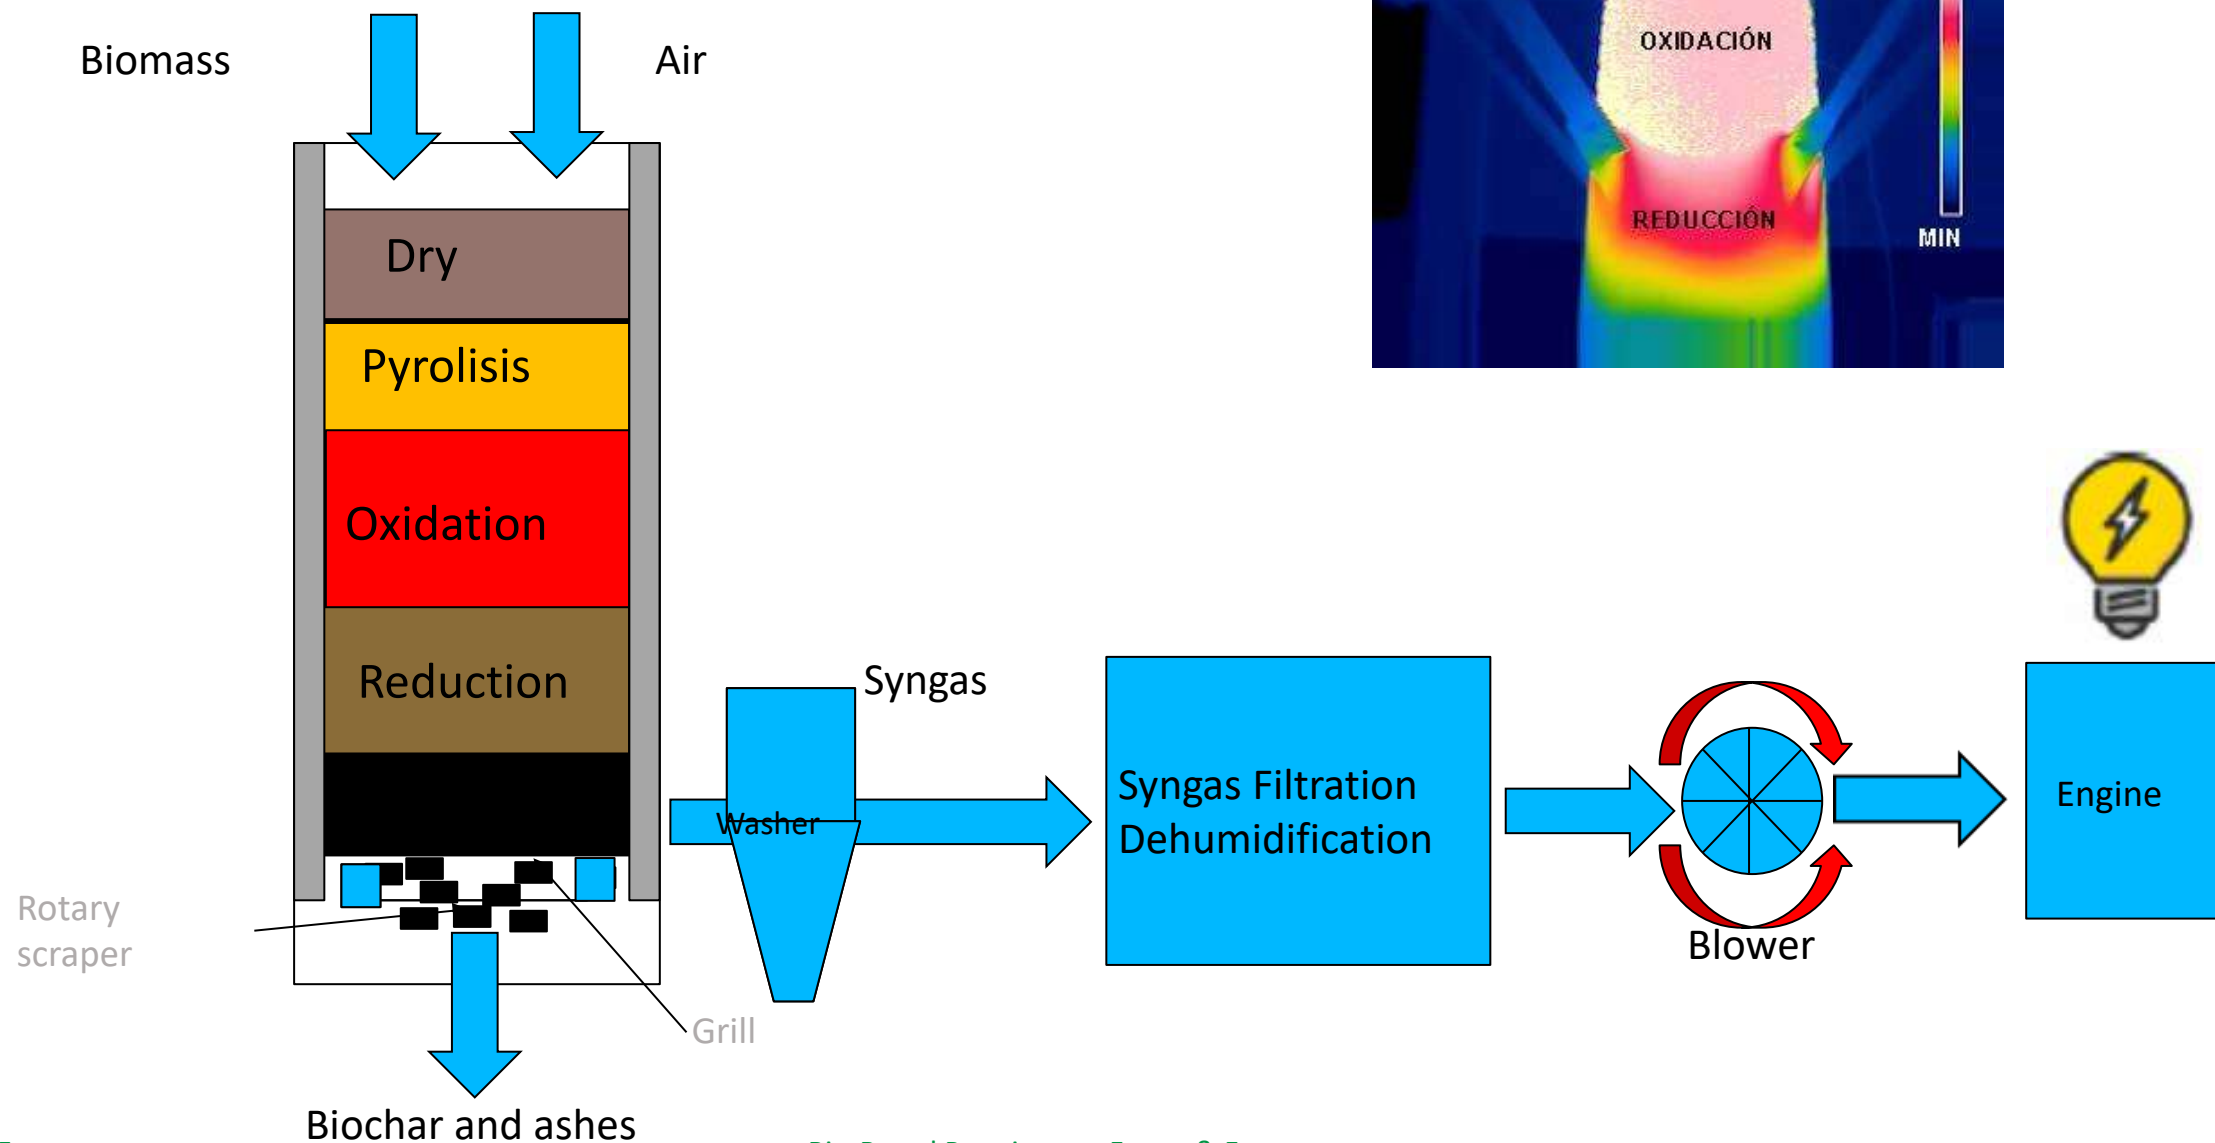 Biomass
Air
OXIDACIÓN
REDUCCIÓN
MIN
Dry
Pyrolisis
Oxidation
Reduction
Syngas
Washer
Syngas Filtration
Dehumidification
Engine
Blower
Rotary
scraper
Grill
Biochar and ashes